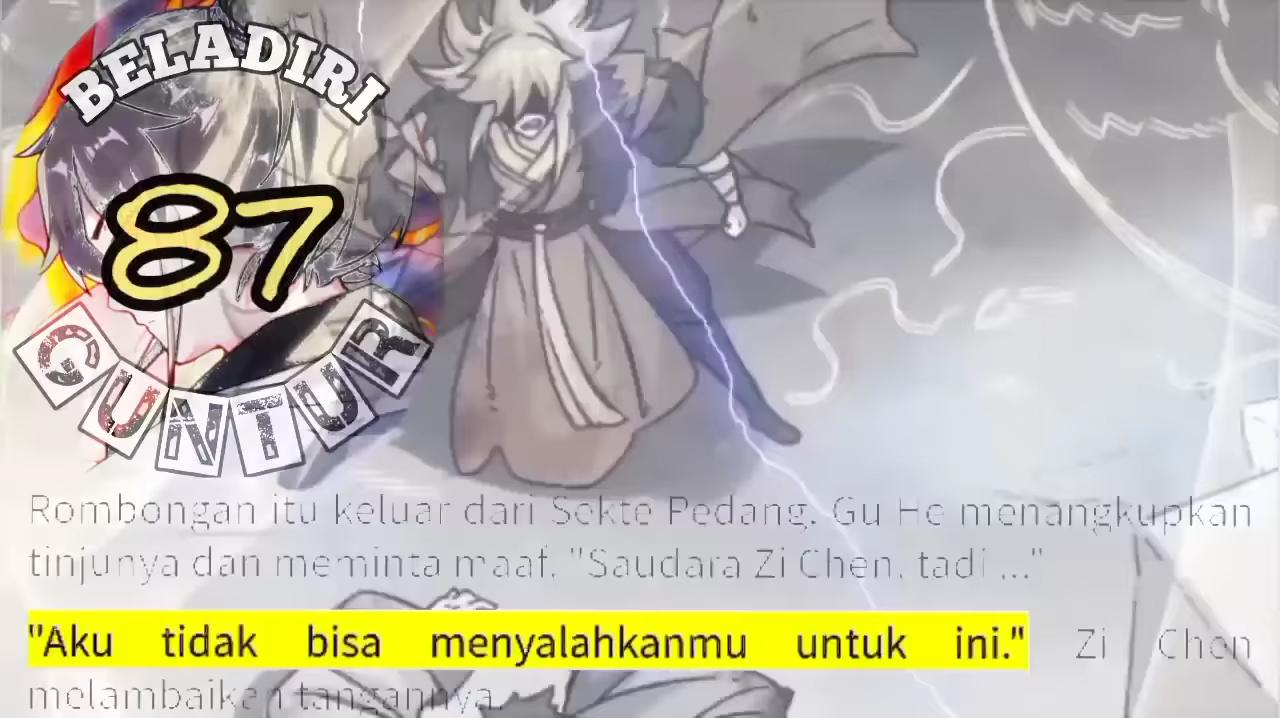 BELADIRI
87
GUNTUR
Rombongan itu keluar dari Sekte Pedang. Gu He menangkupkan
tinjunya dan meminta maaf. "Saudara Zi Chen, tadi ..."
"Aku tidak bisa menyalahkanmu untuk ini." Zi Chen
melambaikan tangannya.